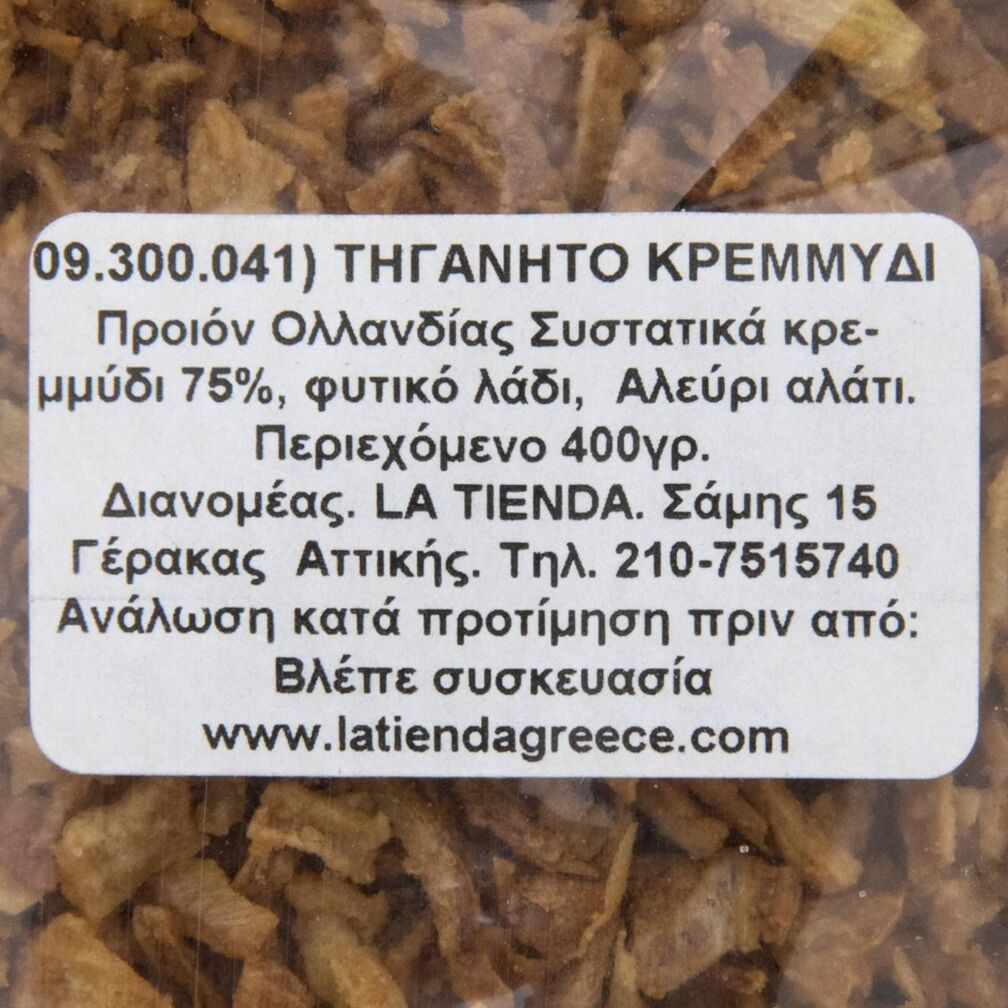 09.300.041) ΤΗΓΑΝΗΤΟ ΚΡΕΜΜΥΔΙ
Προιόν Ολλανδίας Συστατικά κρε-
μμύδι 75%, φυτικό λάδι, Αλεύρι αλάτι.
Περιεχόμενο 400γρ.
Διανομέας. LA TIENDA. Σάμης 15
Γέρακας Αττικής. Τηλ. 210-7515740
Ανάλωση κατά προτίμηση πριν από:
Βλέπε συσκευασία
www.latiendagreece.com